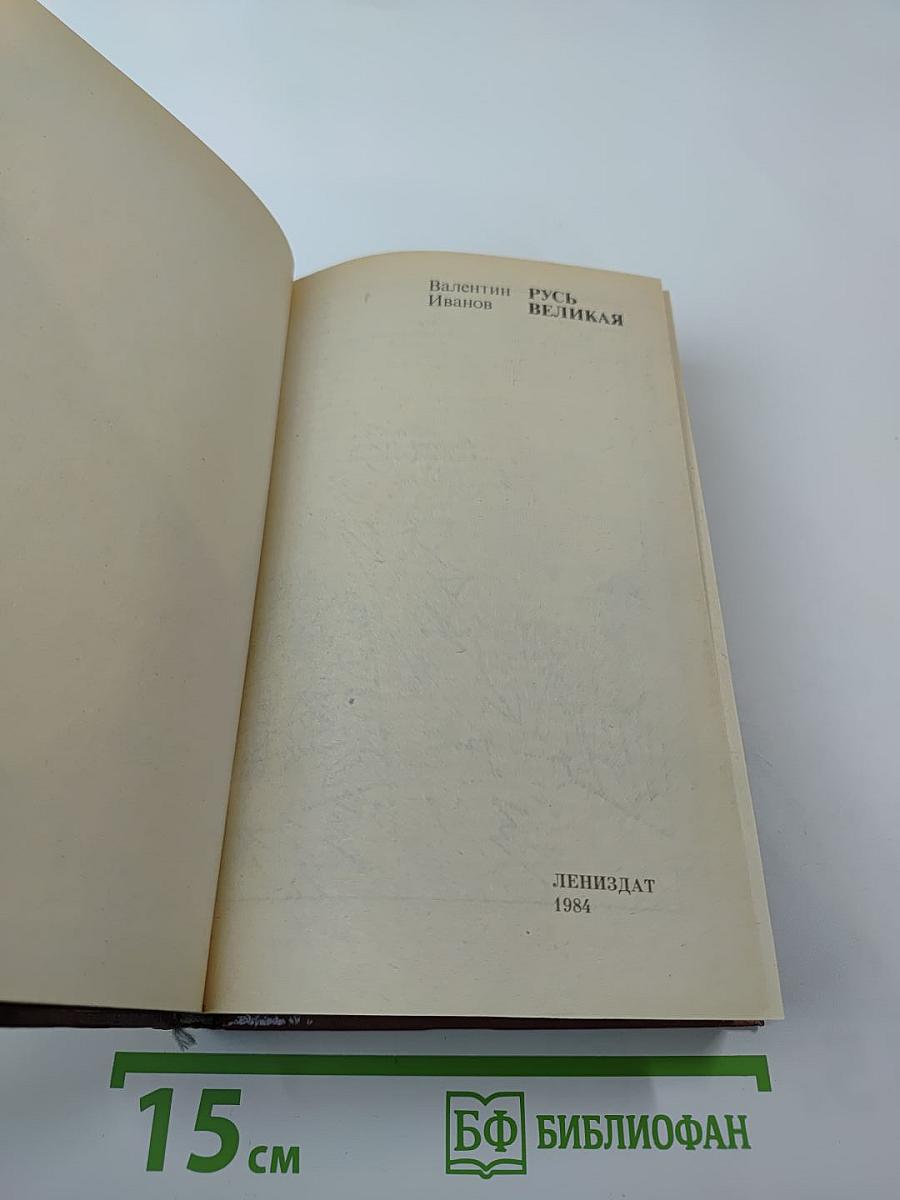 Валентин
Иванов
РУСЬ
ВЕЛИКАЯ
ЛЕНИЗДАТ
1984
15 см
БФ БИБЛИОФАН